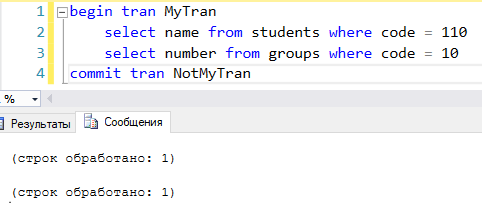 1 begin tran MyTran
2 select name from students where code = 110
3 select number from groups where code = 10
4 commit tran NotMyTran
%
Результаты Сообщения
(строк обработано: 1)
(строк обработано: 1)